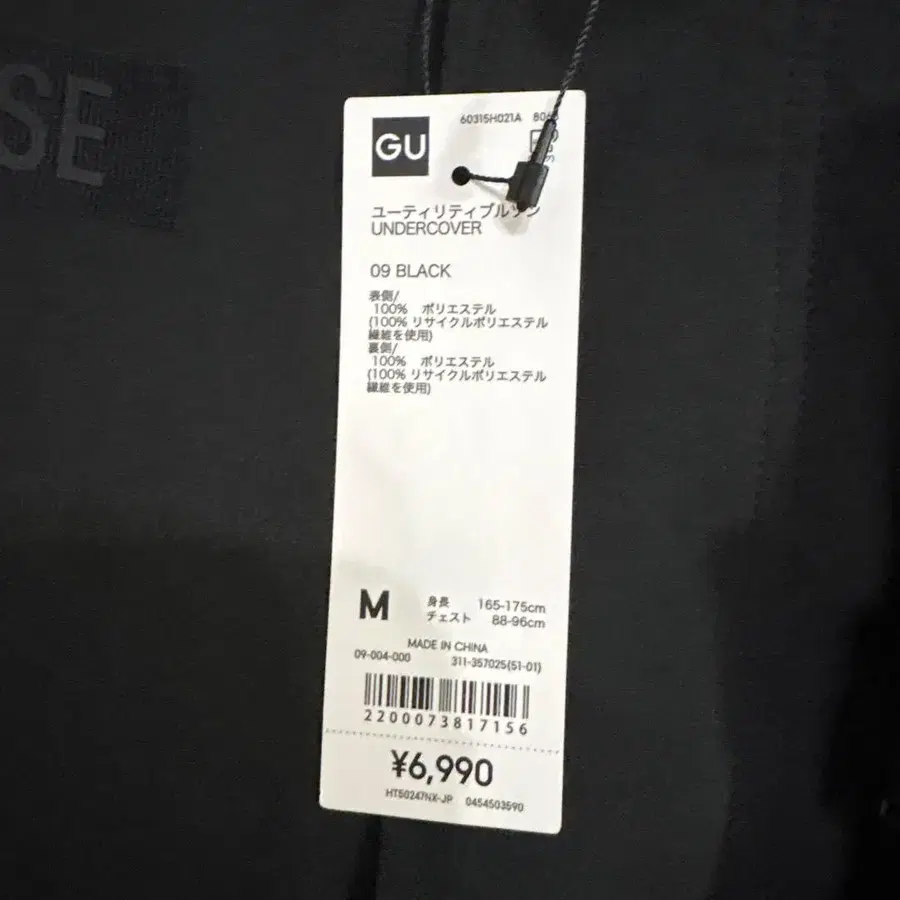 SE
GU
60315H021A
ユーティリティブルゾン
UNDERCOVER
09 BLACK
表側/
100% ポリエステル
(100% リサイクルポリエステル
繊維を使用)
裏側/
100% ポリエステル
(100% リサイクルポリエステル
繊維を使用)
M
身長 165-175cm
チェスト 88-96cm
MADE IN CHINA
09-004-000 311-357025(51-01)
2200073817156
¥6,990
HT50247NX-JP 0454503590